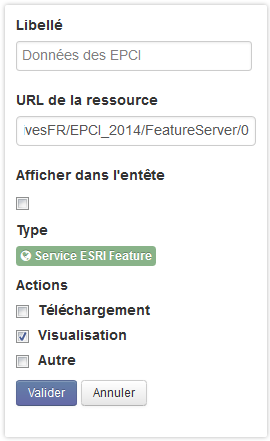 Libellé
Données des EPCI
URL de la ressource
vesFR/EPCI_2014/FeatureServer/0
Afficher dans l'entête
Type
Service ESRI Feature
Actions
Téléchargement
Visualisation
Autre
Valider
Annuler